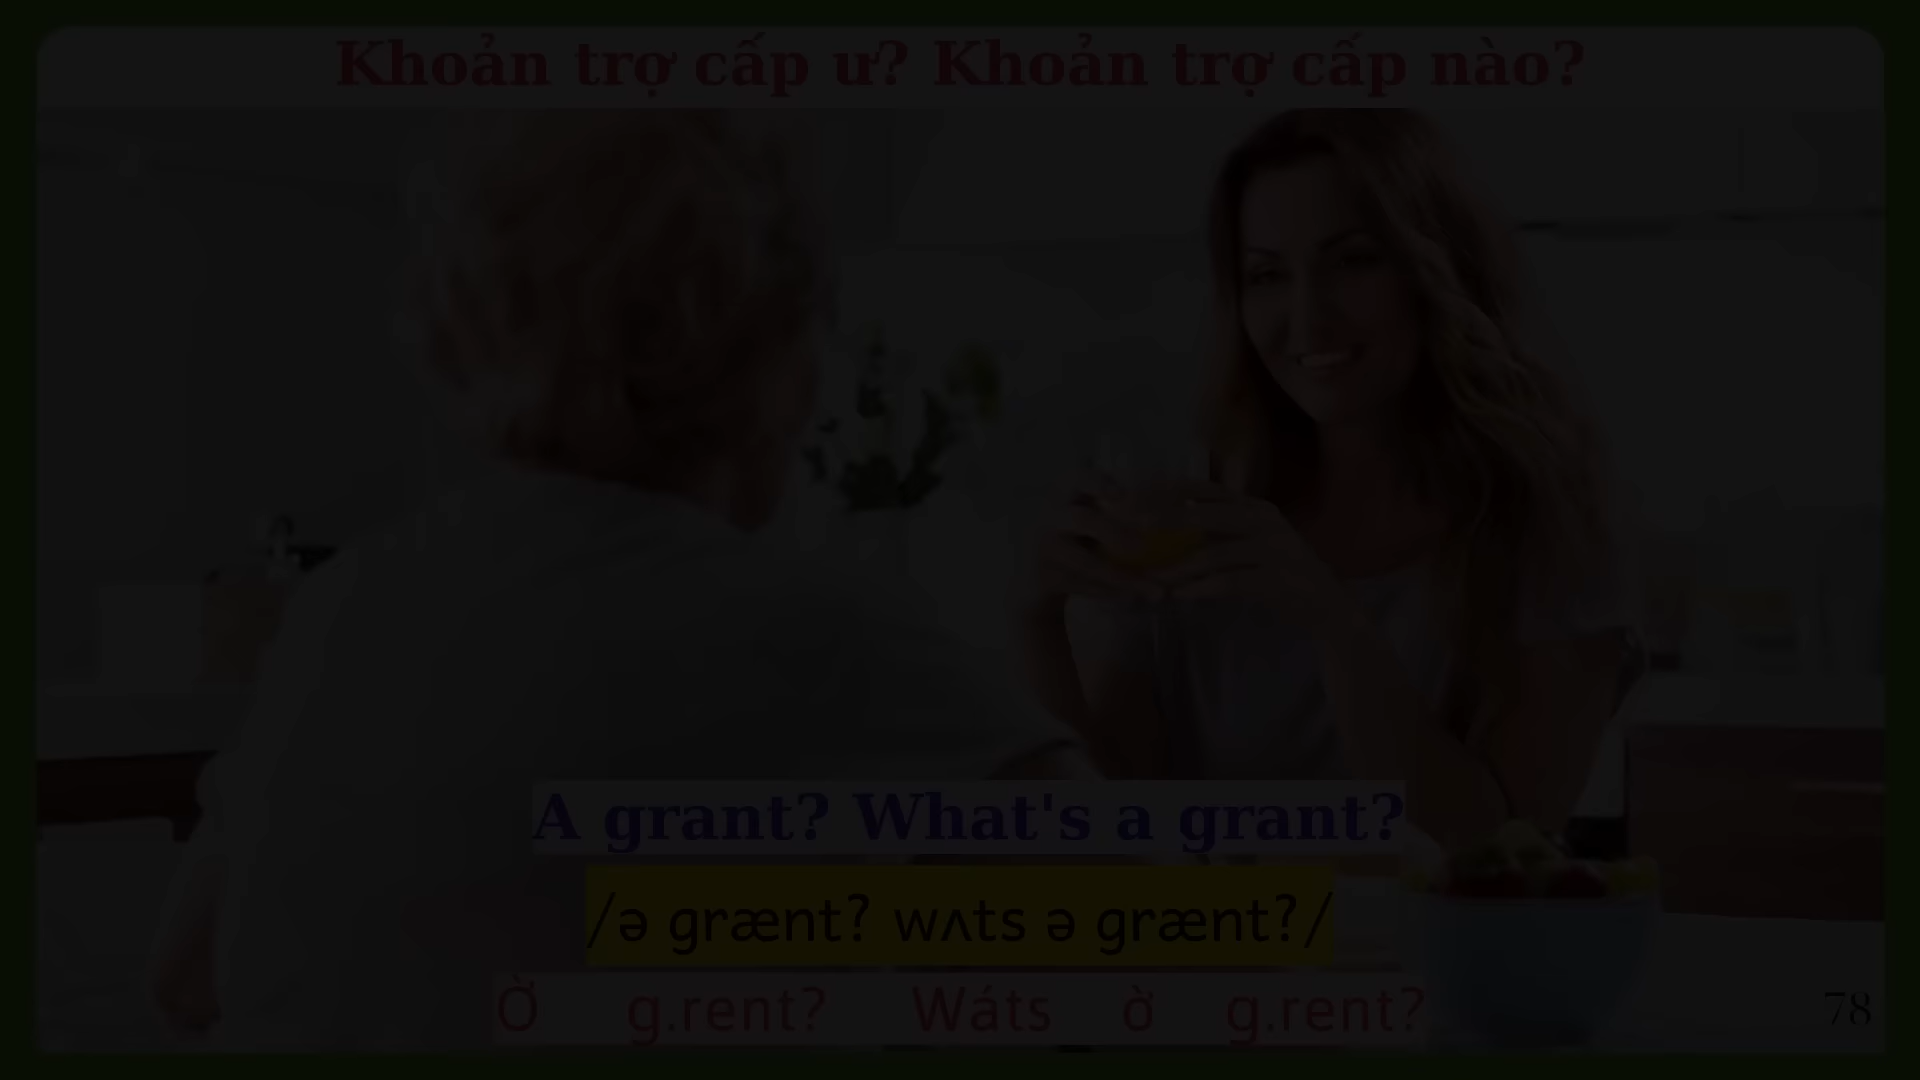 Khoản trợ cấp ư? Khoản trợ cấp nào?
A grant? What's a grant?
/ə grænt? wʌts ə grænt?/
Ờ g.rent? Wáts ờ g.rent?
78